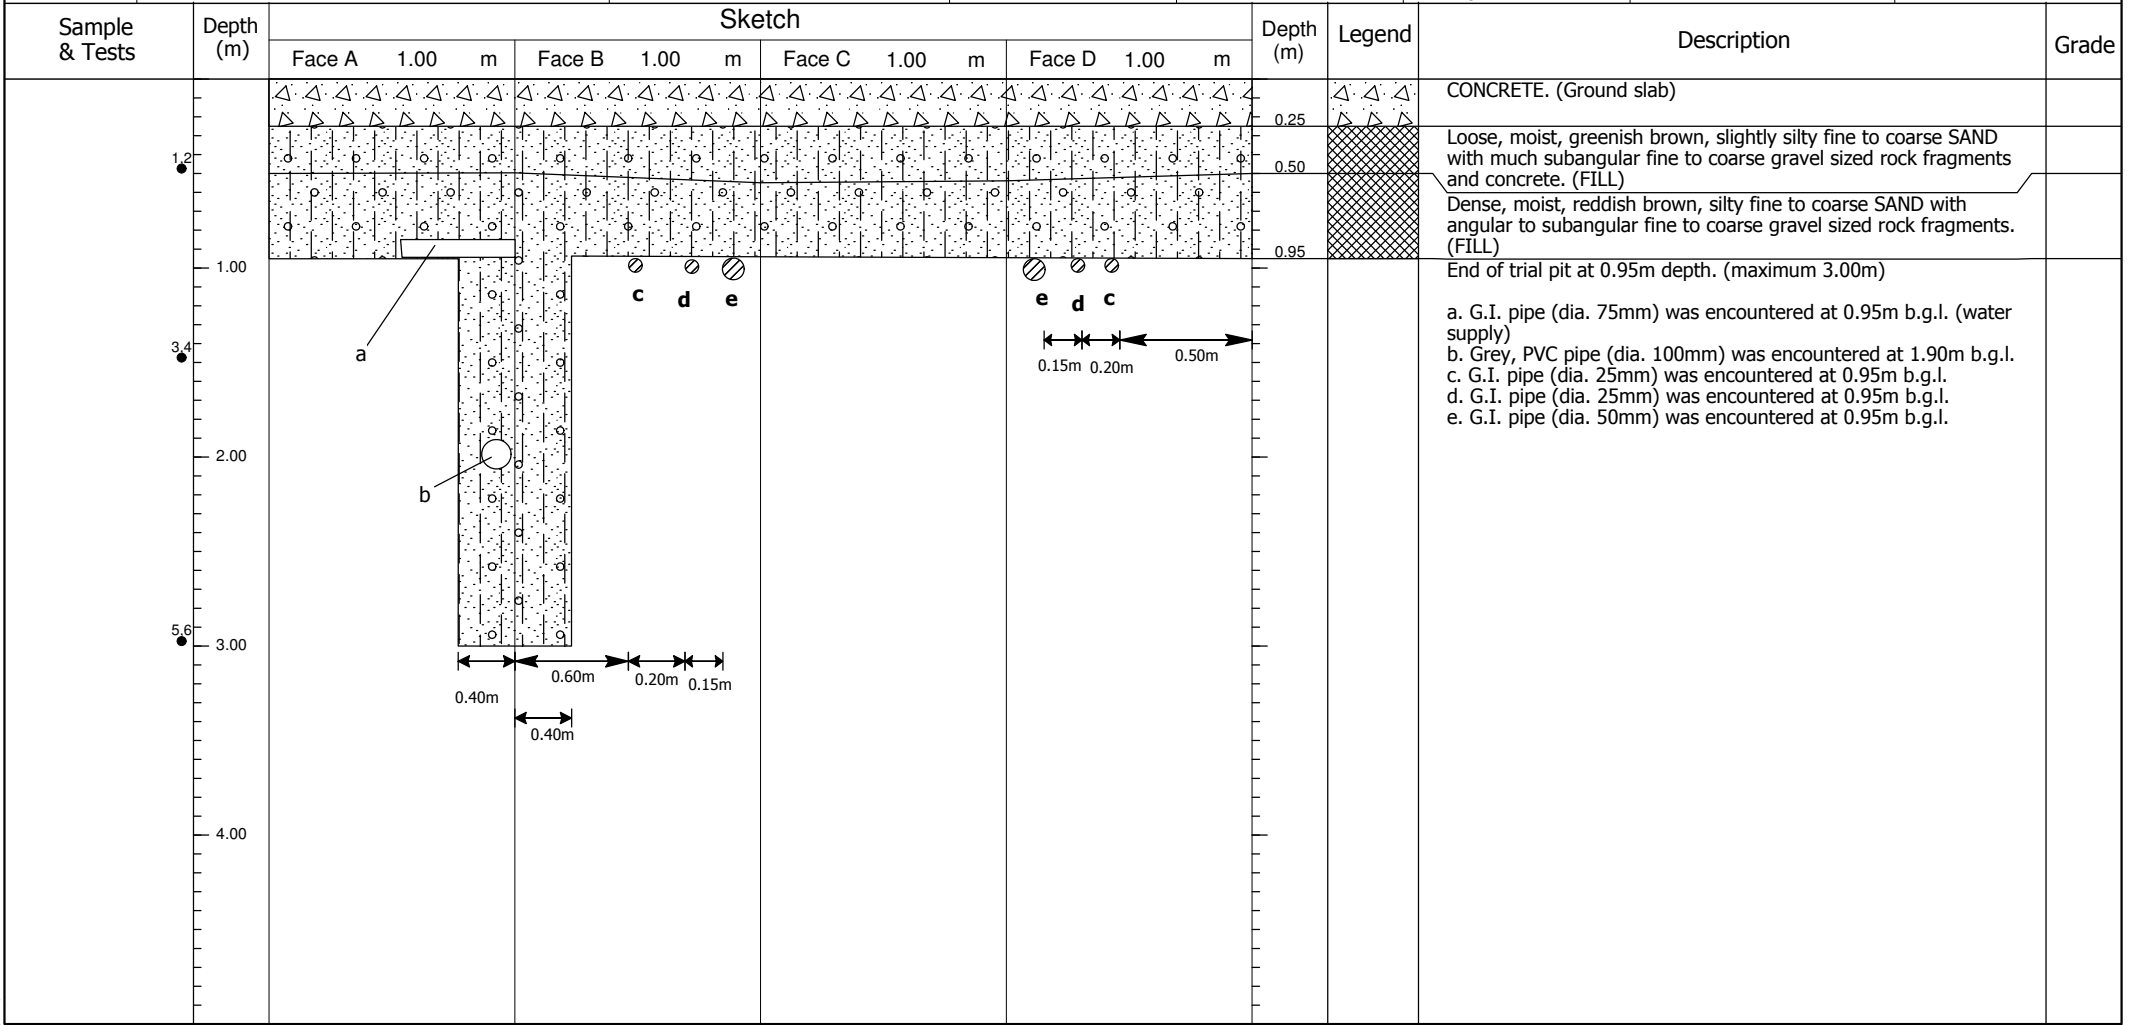 Sample
& Tests
Depth
(m)
Sketch
Face A 1.00 m
Face B 1.00 m
Face C 1.00 m
Face D 1.00 m
Depth
(m)
Legend
Description
Grade
CONCRETE. (Ground slab)
0.25
Loose, moist, greenish brown, slightly silty fine to coarse SAND
with much subangular fine to coarse gravel sized rock fragments
and concrete. (FILL)
1,2
0.50
Dense, moist, reddish brown, silty fine to coarse SAND with
angular to subangular fine to coarse gravel sized rock fragments.
(FILL)
0.95
1.00
End of trial pit at 0.95m depth. (maximum 3.00m)
c d e
e d c
a. G.I. pipe (dia. 75mm) was encountered at 0.95m b.g.l. (water
supply)
b. Grey, PVC pipe (dia. 100mm) was encountered at 1.90m b.g.l.
c. G.I. pipe (dia. 25mm) was encountered at 0.95m b.g.l.
d. G.I. pipe (dia. 25mm) was encountered at 0.95m b.g.l.
e. G.I. pipe (dia. 50mm) was encountered at 0.95m b.g.l.
3,4
a
0.15m 0.20m 0.50m
2.00
b
5,6
3.00
0.40m 0.60m 0.20m 0.15m
0.40m
4.00